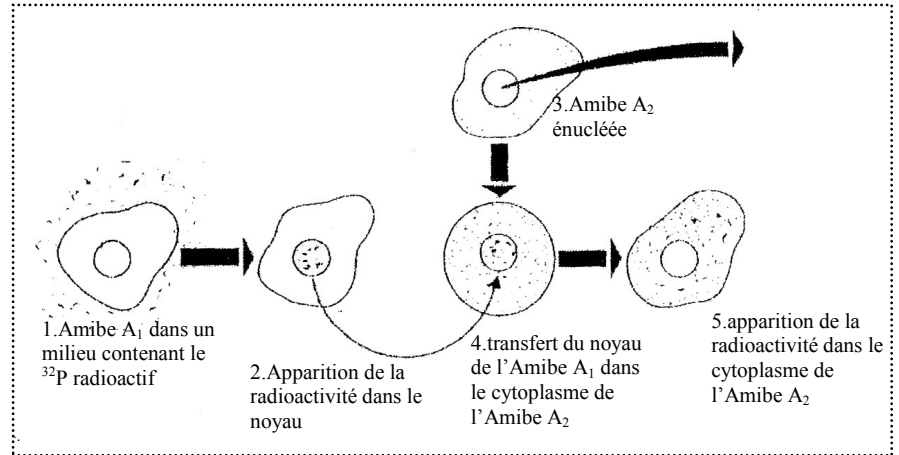 3.Amibe A₂
énucléée
1.Amibe A₁ dans un
milieu contenant le
³²P radioactif
2.Apparition de la
radioactivité dans le
noyau
4.transfert du noyau
de l’Amibe A₁ dans
le cytoplasme de
l’Amibe A₂
5.apparition de la
radioactivité dans le
cytoplasme de
l’Amibe A₂